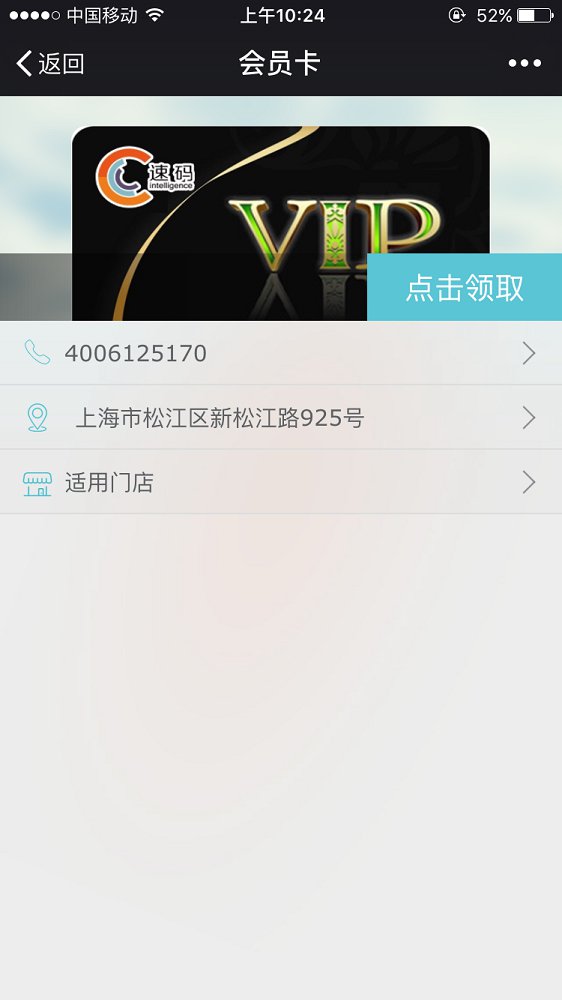 中国移动 上午10:24 52%
返回 会员卡
速码
intelligence
VIP
点击领取
4006125170
上海市松江区新松江路925号
适用门店